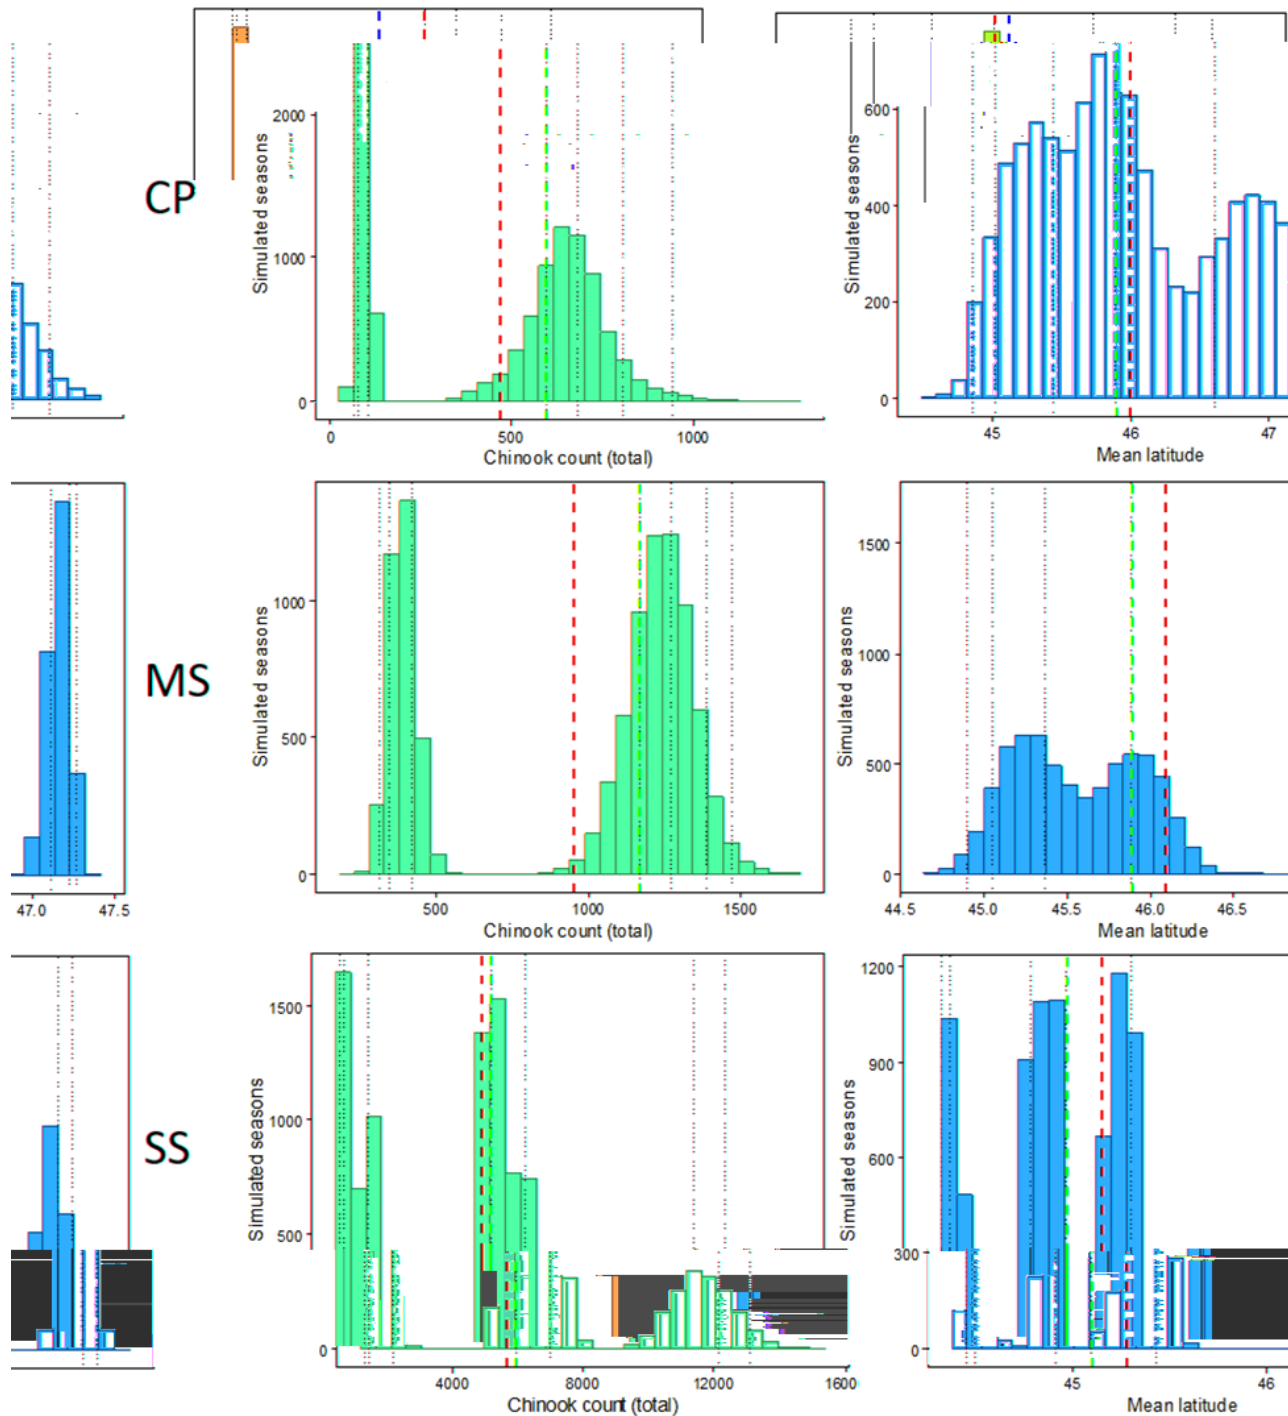 CP
Simulated seasons
2000
1000
0
0 500 1000
Chinook count (total)
Simulated seasons
600
400
200
0
45 46 47
Mean latitude
47.0 47.5
MS
Simulated seasons
1000
500
0
500 1000 1500
Chinook count (total)
Simulated seasons
1500
1000
500
0
44.5 45.0 45.5 46.0 46.5
Mean latitude
SS
Simulated seasons
1500
1000
500
0
4000 8000 12000 1600
Chinook count (total)
Simulated seasons
1200
900
600
300
0
45 46
Mean latitude